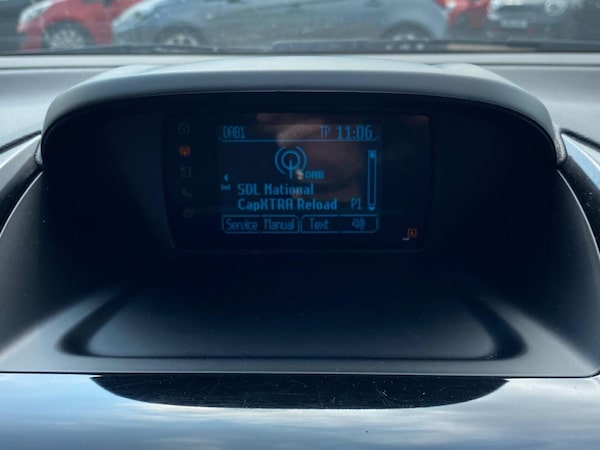 DAB1 TP 11:06
DAB
SDL National
CapXTRA Reload P1
Service Manual Text